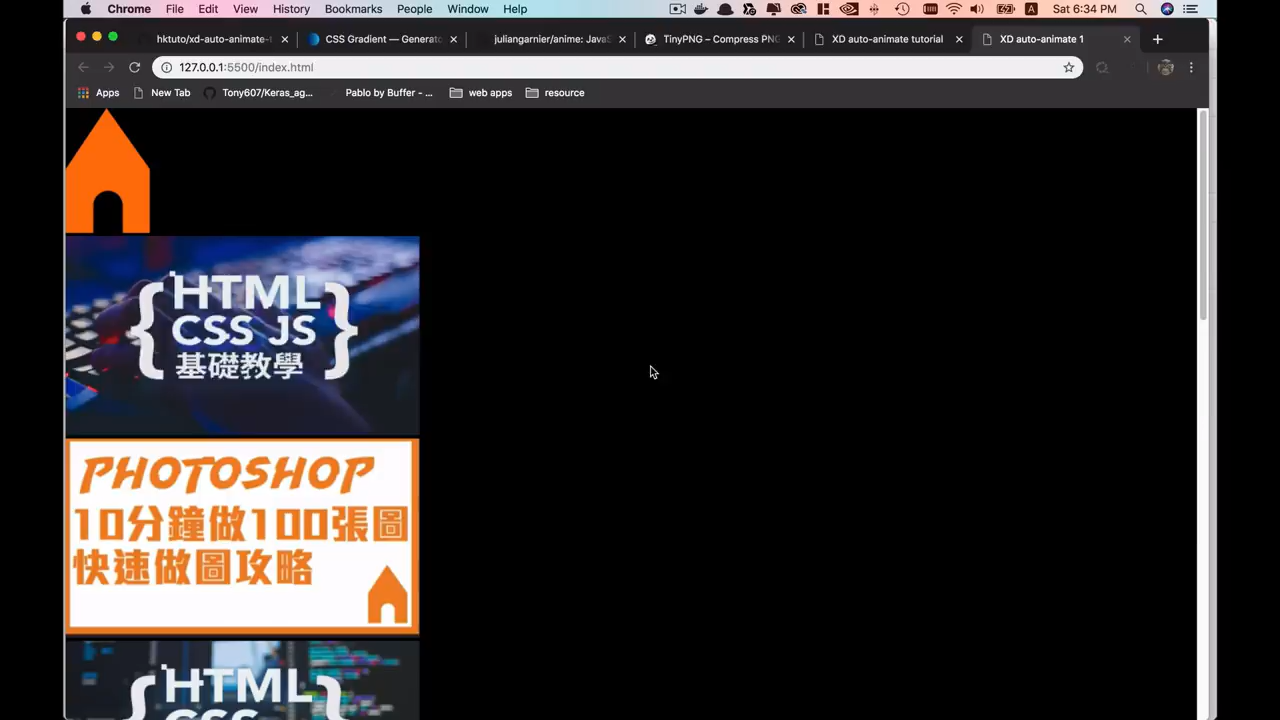 Chrome File Edit View History Bookmarks People Window Help Sat 6:34 PM
hktuto/xd-auto-animate-t CSS Gradient — Generato juliangarnier/anime: JavaS TinyPNG – Compress PNG XD auto-animate tutorial XD auto-animate 1
127.0.0.1:5500/index.html
Apps New Tab Tony607/Keras_ag... Pablo by Buffer - ... web apps resource
{HTML
CSS JS
基礎教學}
PHOTOSHOP
10分鐘做100張圖
快速做圖攻略
{HTML}
CSS